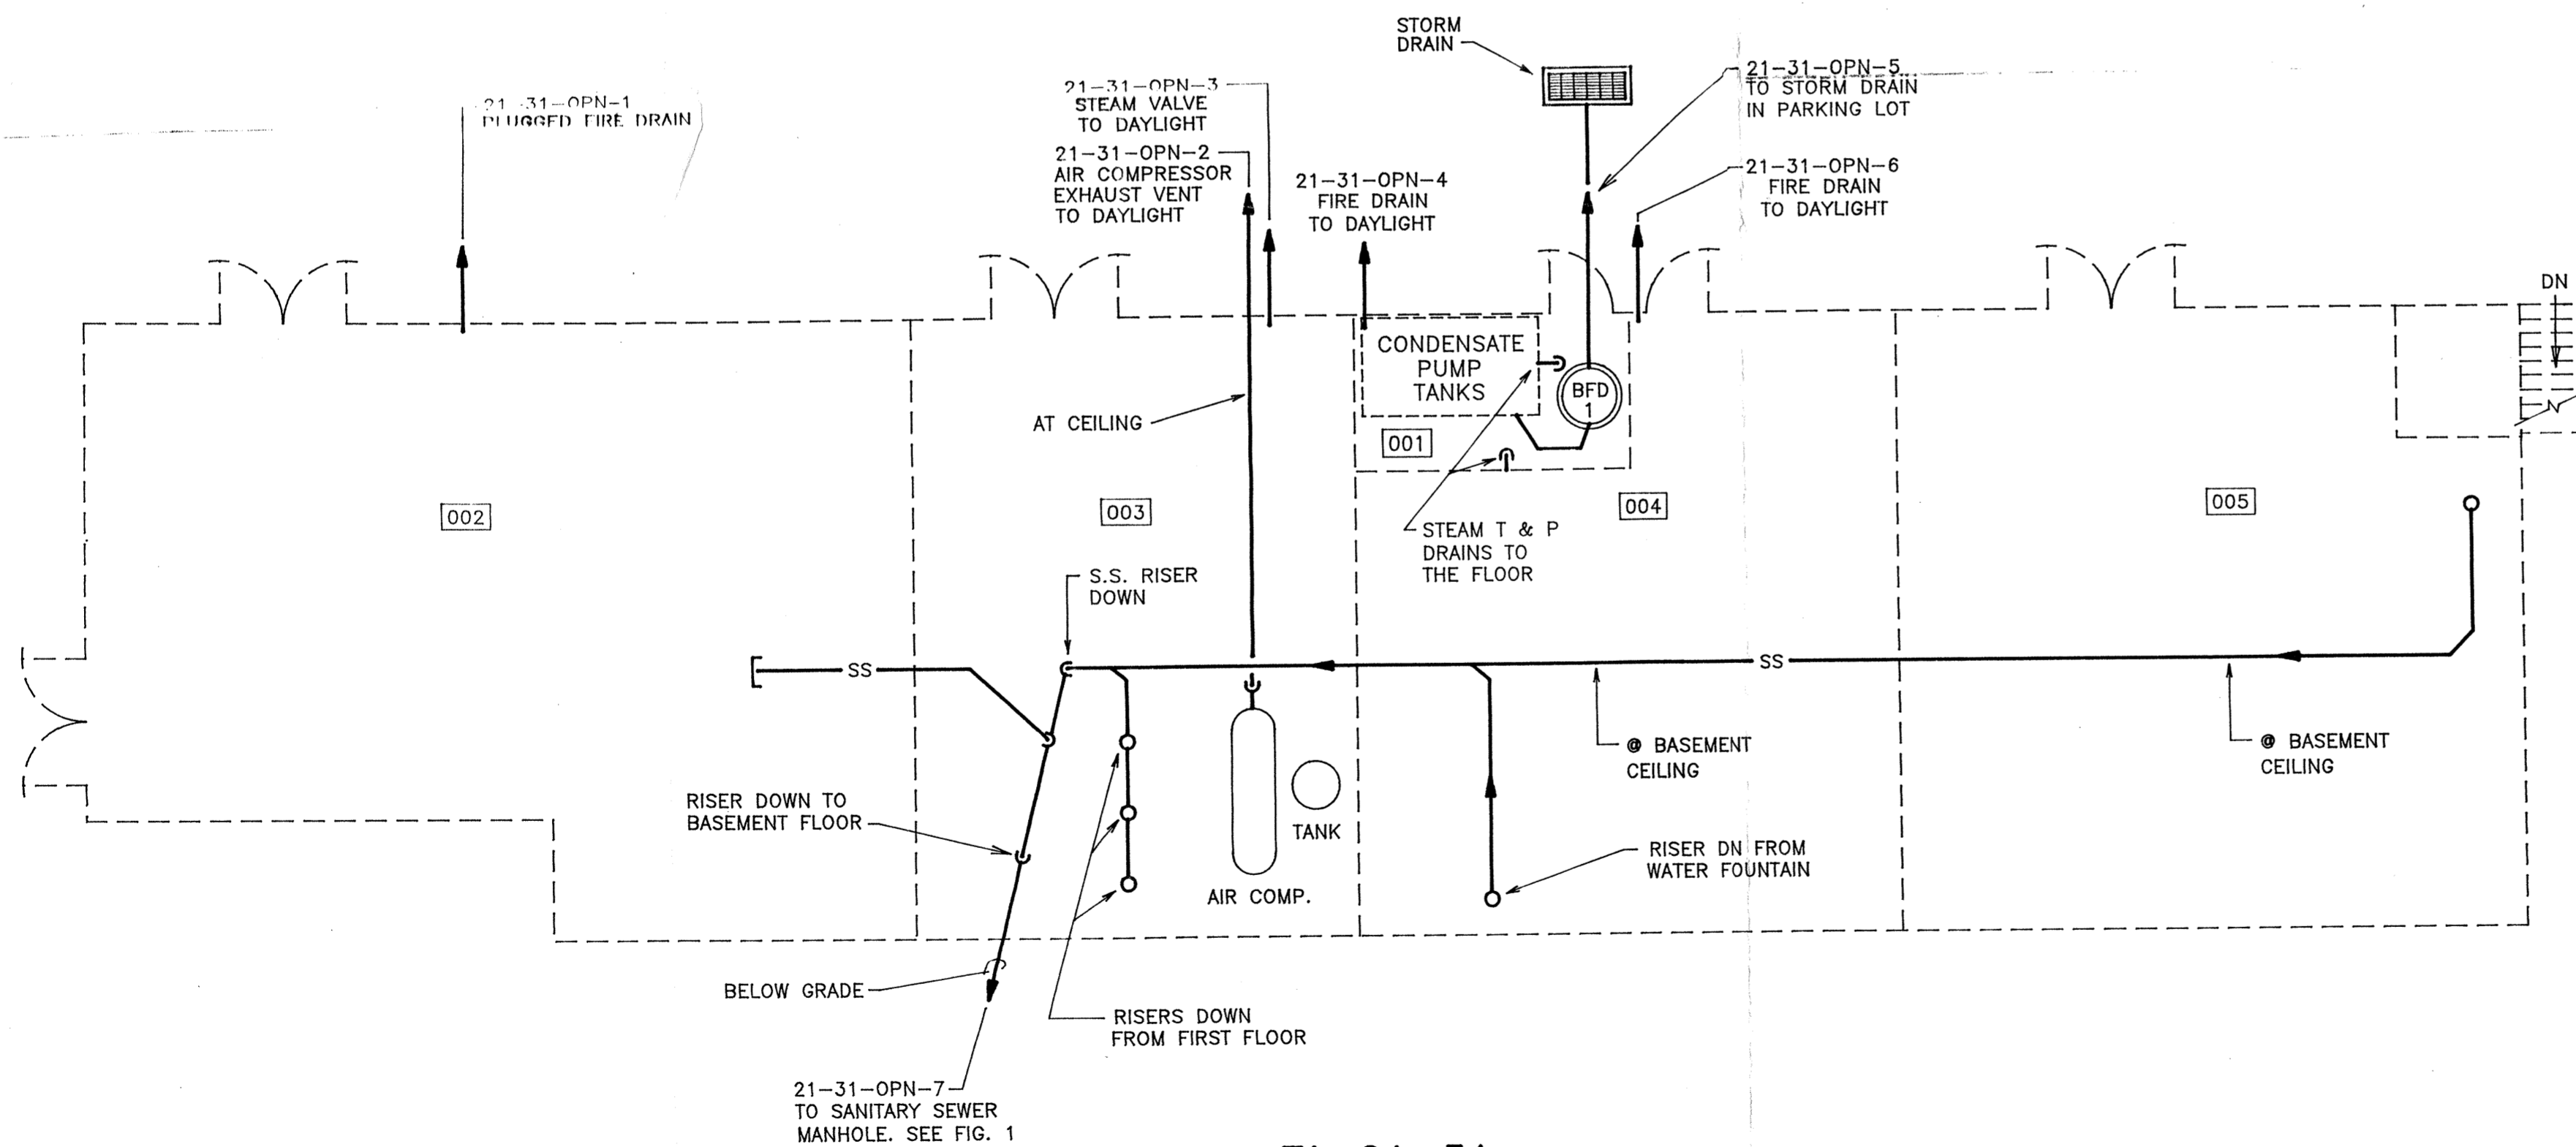 STORM
DRAIN
21-31-OPN-1
PLUGGED FIRE DRAIN
21-31-OPN-3
STEAM VALVE
TO DAYLIGHT
21-31-OPN-2
AIR COMPRESSOR
EXHAUST VENT
TO DAYLIGHT
21-31-OPN-4
FIRE DRAIN
TO DAYLIGHT
21-31-OPN-5
TO STORM DRAIN
IN PARKING LOT
21-31-OPN-6
FIRE DRAIN
TO DAYLIGHT
DN
CONDENSATE
PUMP
TANKS
BFD
1
AT CEILING
001
002
003
004
005
STEAM T & P
DRAINS TO
THE FLOOR
S.S. RISER
DOWN
SS
SS
@ BASEMENT
CEILING
@ BASEMENT
CEILING
RISER DOWN TO
BASEMENT FLOOR
TANK
AIR COMP.
RISER DN FROM
WATER FOUNTAIN
BELOW GRADE
RISERS DOWN
FROM FIRST FLOOR
21-31-OPN-7
TO SANITARY SEWER
MANHOLE. SEE FIG. 1